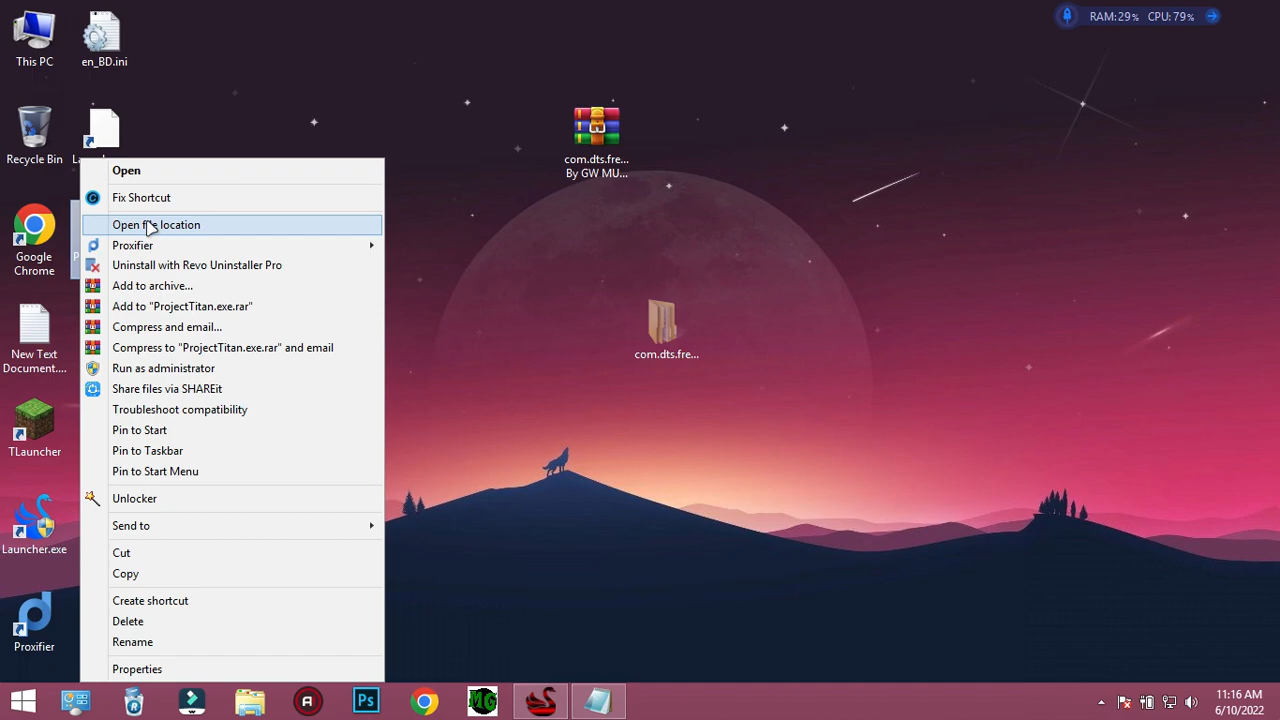 RAM:29% CPU:79%
This PC
en_BD.ini
Recycle Bin
com.dts.fre...
By GW MU...
Google
Chrome
New Text
Document....
TLauncher
Launcher.exe
Proxifier
com.dts.fre...
Open
Fix Shortcut
Open file location
Proxifier
Uninstall with Revo Uninstaller Pro
Add to archive...
Add to "ProjectTitan.exe.rar"
Compress and email...
Compress to "ProjectTitan.exe.rar" and email
Run as administrator
Share files via SHAREit
Troubleshoot compatibility
Pin to Start
Pin to Taskbar
Pin to Start Menu
Unlocker
Send to
Cut
Copy
Create shortcut
Delete
Rename
Properties
Ps
MG
11:16 AM
6/10/2022